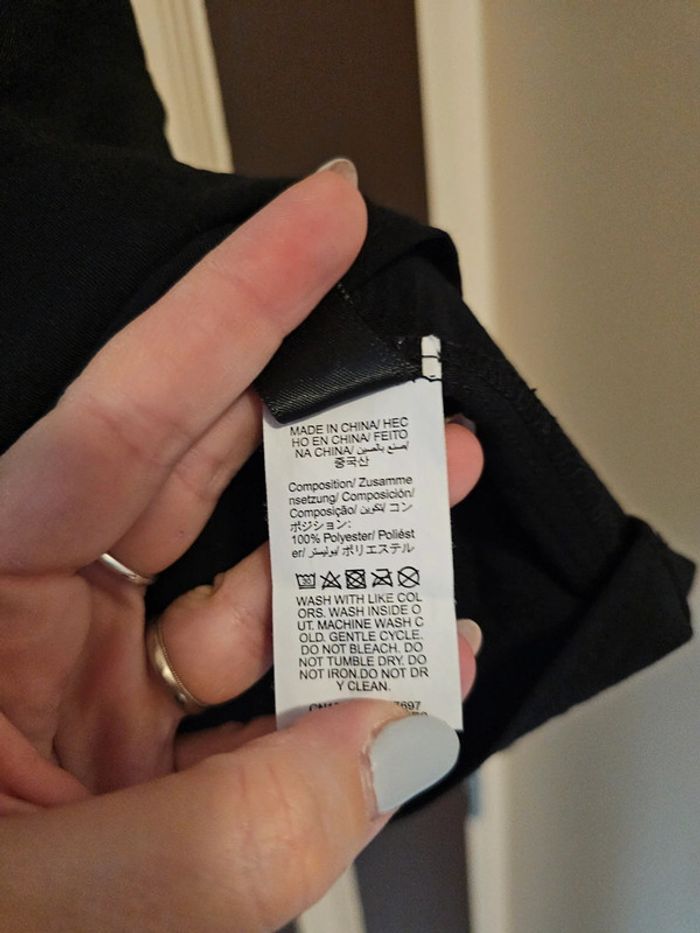 MADE IN CHINA/ HEC
HO EN CHINA/ FEITO
NA CHINA/ صنع بالصين/
중국산
Composition/ Zusamme
nsetzung/ Composición/
Composição/ تكوين/ コン
ポジション:
100% Polyester/ Poliést
er/ بوليستر/ ポリエステル
30
WASH WITH LIKE COL
ORS. WASH INSIDE O
UT. MACHINE WASH C
OLD. GENTLE CYCLE.
DO NOT BLEACH. DO
NOT TUMBLE DRY. DO
NOT IRON.DO NOT DR
Y CLEAN.